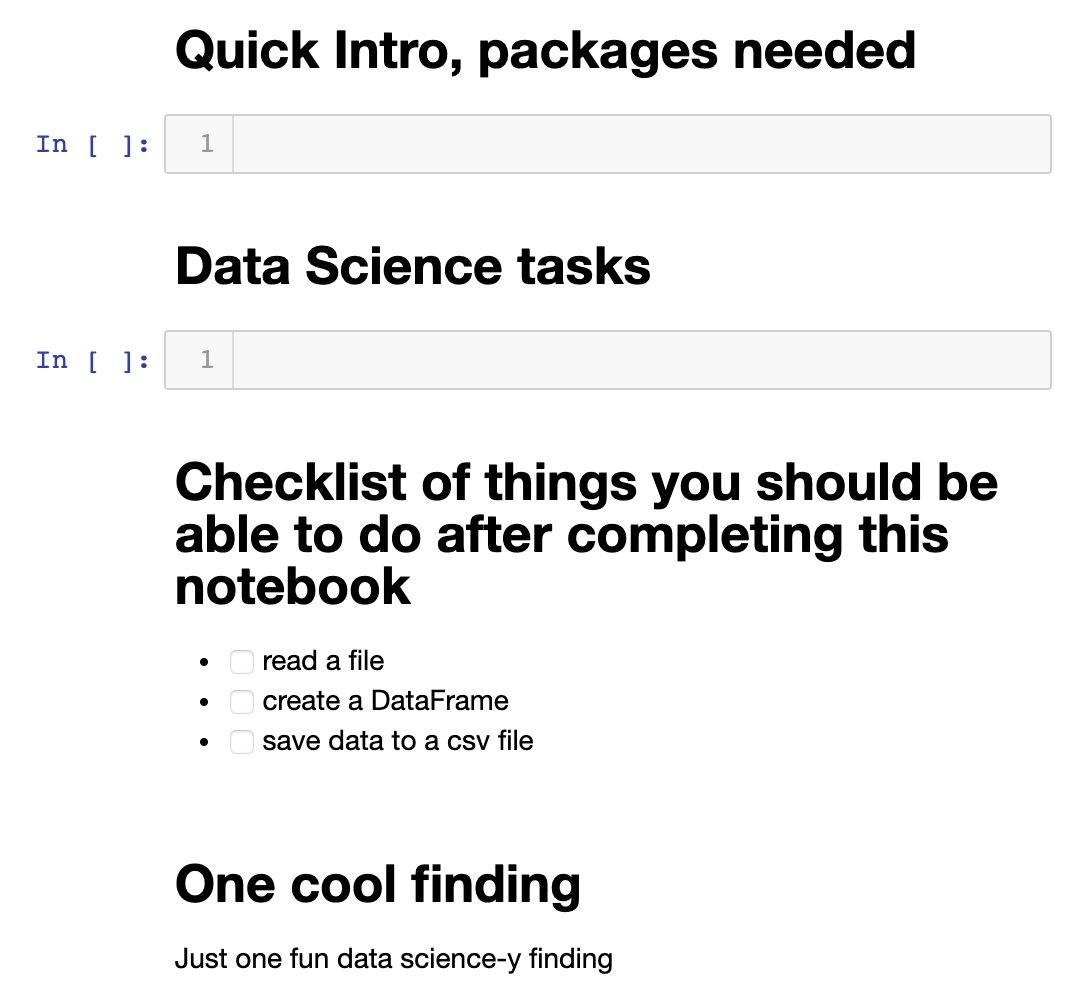 Quick Intro, packages needed
In [ ]: 1
Data Science tasks
In [ ]: 1
Checklist of things you should be
able to do after completing this
notebook
read a file
create a DataFrame
save data to a csv file
One cool finding
Just one fun data science-y finding